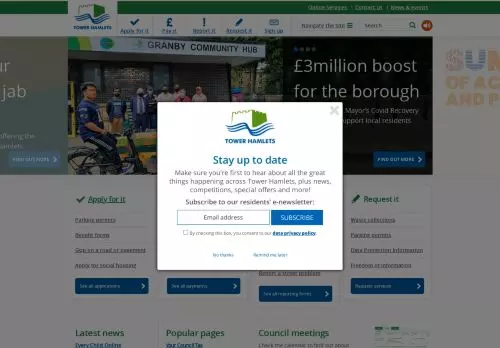 Online Services | Contact Us | News & events
TOWER HAMLETS
Apply for it
Pay it
Report it
Request it
Sign up
Navigate the site
Search
GRANBY COMMUNITY HUB
ur
jab
offering the
Hamlets.
FIND OUT MORE
£3million boost
for the borough
Mayor's Covid Recovery
support local residents.
FIND OUT MORE
SUM
OF AC
AND P
TOWER HAMLETS
Stay up to date
Make sure you're first to hear about all the great
things happening across Tower Hamlets, plus news,
competitions, special offers and more!
Subscribe to our residents' e-newsletter:
Email address
SUBSCRIBE
By checking this box, you consent to our data privacy policy.
No thanks
Remind me later
Apply for it
Parking permits
Benefit forms
Skip on a road or pavement
Apply for social housing
See all applications
See all payments
Report a street problem
See all reporting forms
Request it
Waste collections
Parking permits
Data Protection information
Freedom of information
Request services
Latest news
Every Child Online
Popular pages
Your Council Tax
Council meetings
Check the calendar to find out about